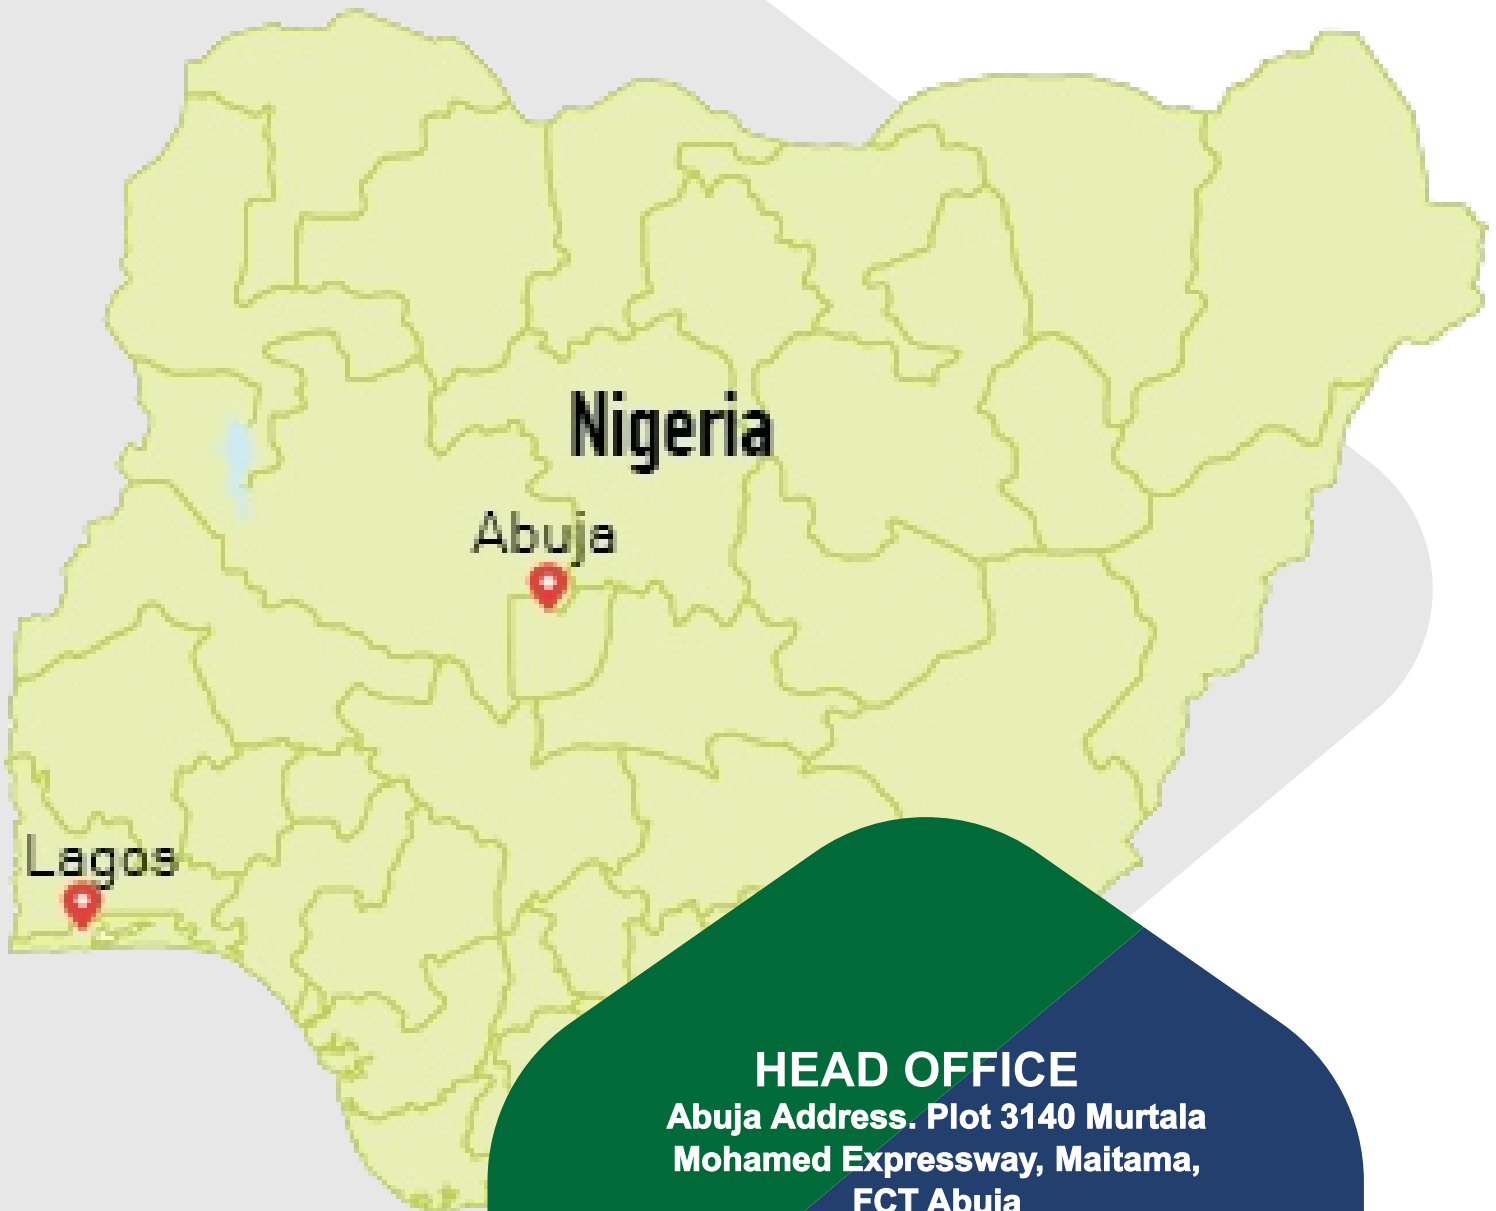 Nigeria
Abuja
Lagos
HEAD OFFICE
Abuja Address. Plot 3140 Murtala
Mohamed Expressway, Maitama,
FCT Abuja